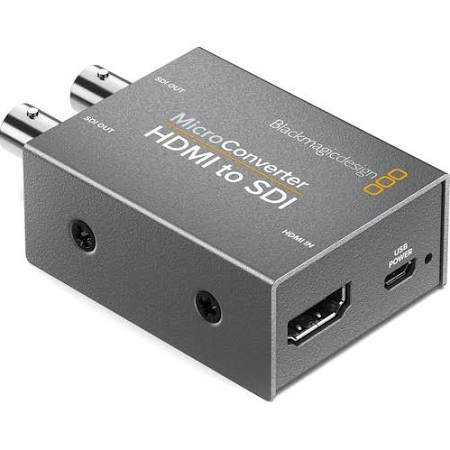 SDI OUT
SDI OUT
MicroConverter
HDMI to SDI
Blackmagicdesign
HDMI IN
USB
POWER